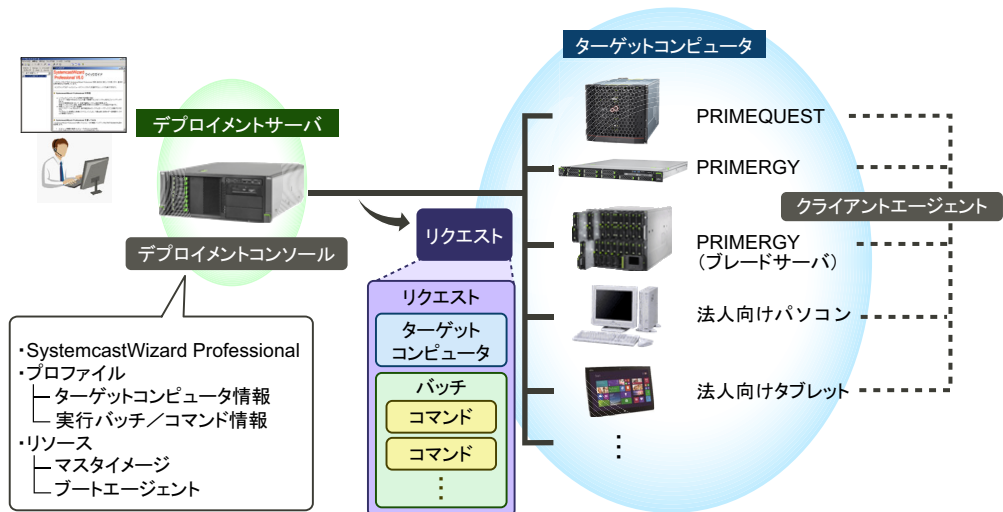 SystemcastWizard
Professional
デプロイメントサーバ
デプロイメントコンソール
・SystemcastWizard Professional
・プロファイル
ターゲットコンピュータ情報
実行バッチ／コマンド情報
・リソース
マスタイメージ
ブートエージェント
リクエスト
リクエスト
ターゲット
コンピュータ
バッチ
コマンド
コマンド
⋮
ターゲットコンピュータ
PRIMEQUEST
PRIMERGY
PRIMERGY
（ブレードサーバ）
法人向けパソコン
法人向けタブレット
⋮
クライアントエージェント